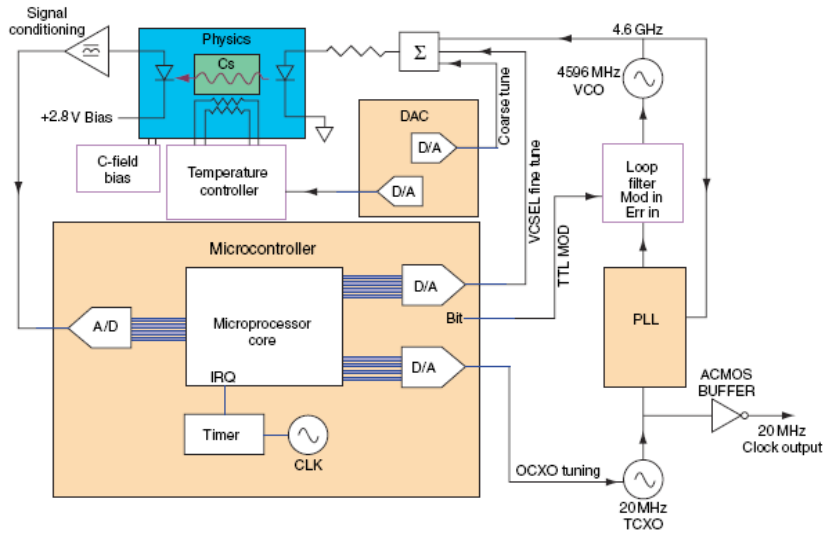 Signal
conditioning
Physics
Cs
+2.8 V Bias
C-field
bias
Temperature
controller
DAC
D/A
D/A
Σ
Coarse tune
VCSEL fine tune
4.6 GHz
4596 MHz
VCO
Loop
filter
Mod in
Err in
TTL MOD
PLL
Microcontroller
A/D
Microprocessor
core
IRQ
D/A
D/A
Bit
Timer
CLK
OCXO tuning
ACMOS
BUFFER
20 MHz
Clock output
20 MHz
TCXO